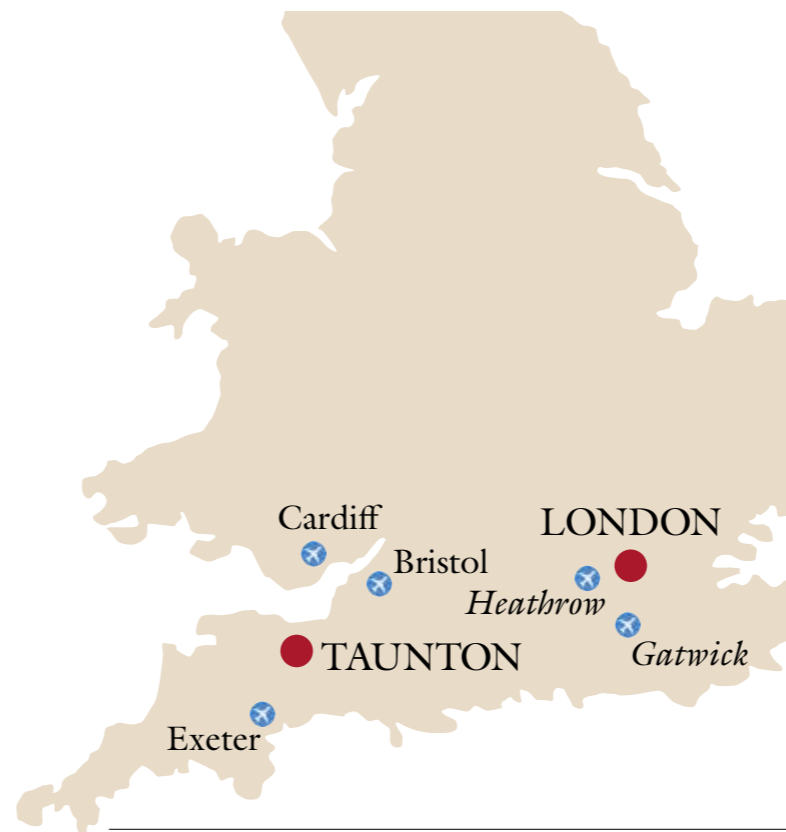 Cardiff
LONDON
Bristol
Heathrow
TAUNTON
Gatwick
Exeter